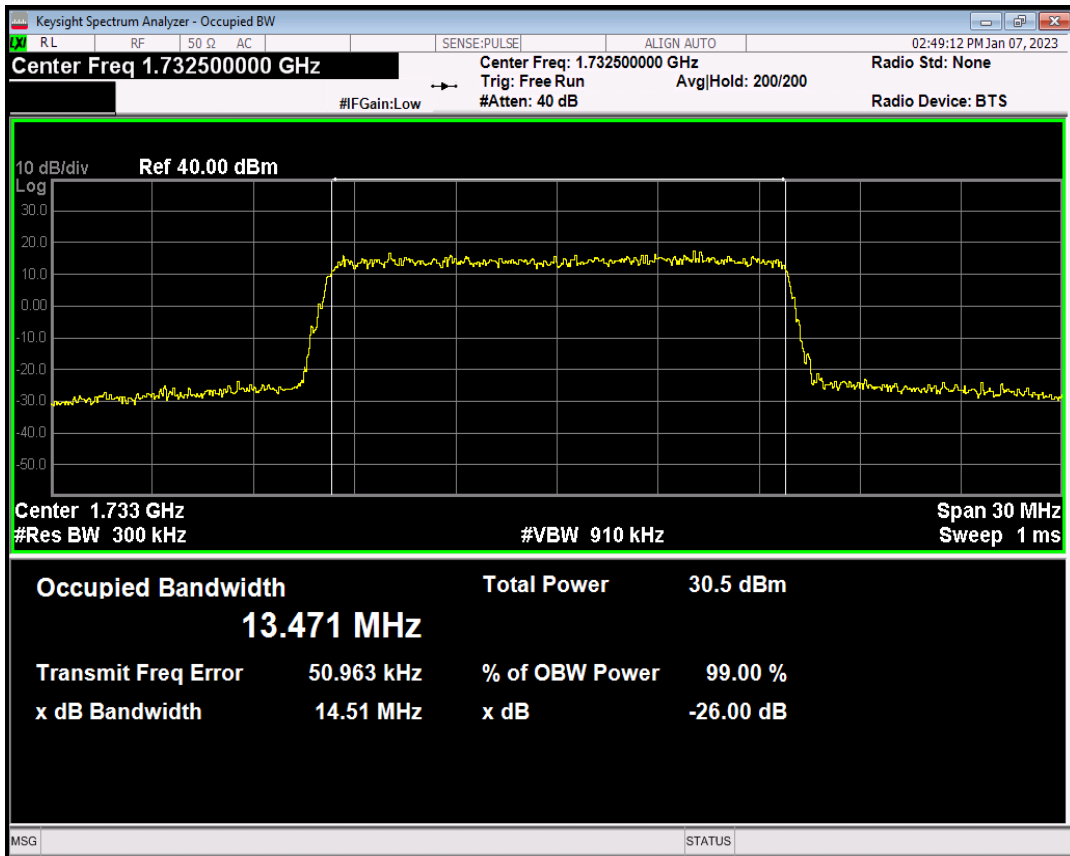 Keysight Spectrum Analyzer - Occupied BW
LXI RL RF 50 Ω AC SENSE:PULSE ALIGN AUTO 02:49:12 PM Jan 07, 2023
Center Freq 1.732500000 GHz Center Freq: 1.732500000 GHz Radio Std: None
Trig: Free Run Avg|Hold: 200/200
#IFGain:Low #Atten: 40 dB Radio Device: BTS
10 dB/div Ref 40.00 dBm
Log
30.0
20.0
10.0
0.00
-10.0
-20.0
-30.0
-40.0
-50.0
Center 1.733 GHz Span 30 MHz
#Res BW 300 kHz #VBW 910 kHz Sweep 1 ms
Occupied Bandwidth Total Power 30.5 dBm
13.471 MHz
Transmit Freq Error 50.963 kHz % of OBW Power 99.00 %
x dB Bandwidth 14.51 MHz x dB -26.00 dB
MSG STATUS